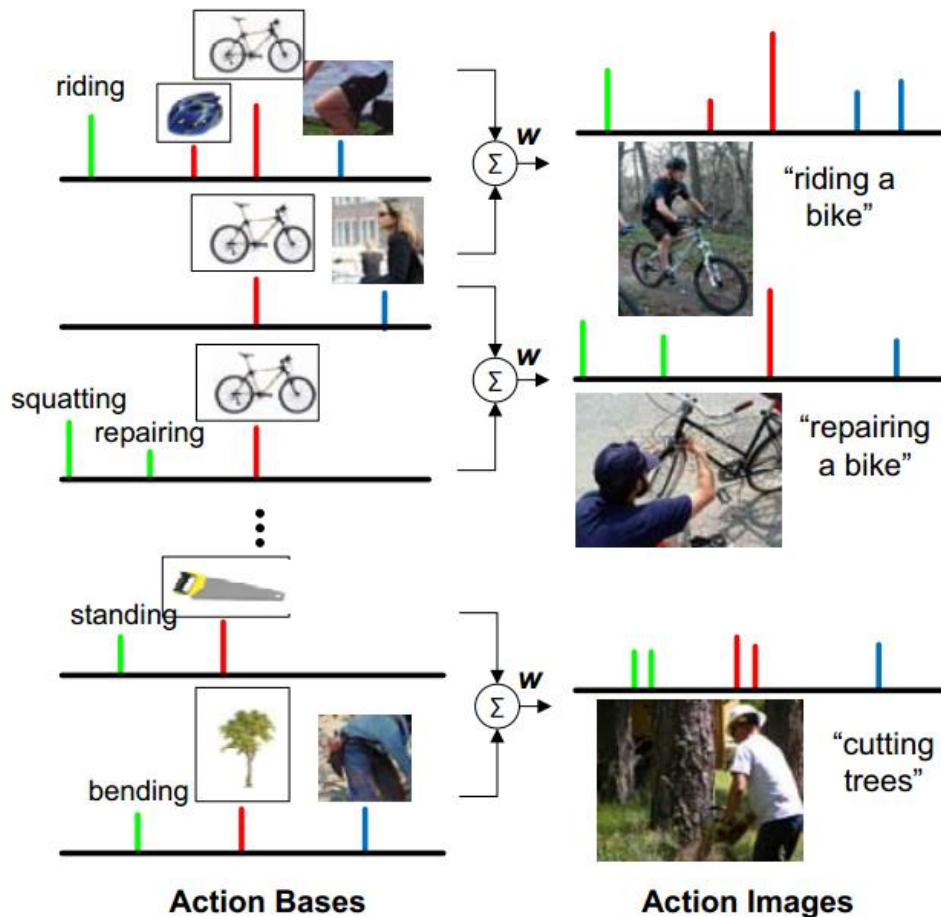 riding
w
Σ
“riding a
bike”
w
Σ
squatting
repairing
“repairing
a bike”
standing
w
Σ
bending
“cutting
trees”
Action Bases
Action Images